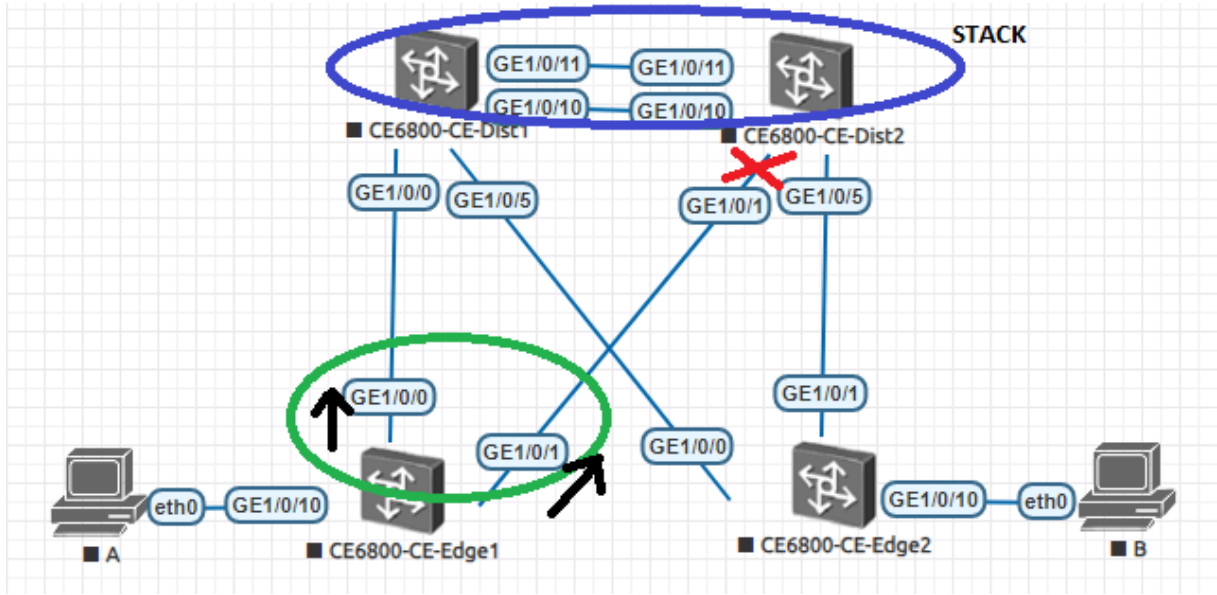 STACK
GE1/0/11
GE1/0/11
GE1/0/10
GE1/0/10
■ CE6800-CE-Dist1
■ CE6800-CE-Dist2
GE1/0/0
GE1/0/5
GE1/0/1
GE1/0/5
GE1/0/0
GE1/0/1
GE1/0/1
GE1/0/0
eth0
GE1/0/10
GE1/0/10
eth0
■ A
■ CE6800-CE-Edge1
■ CE6800-CE-Edge2
■ B